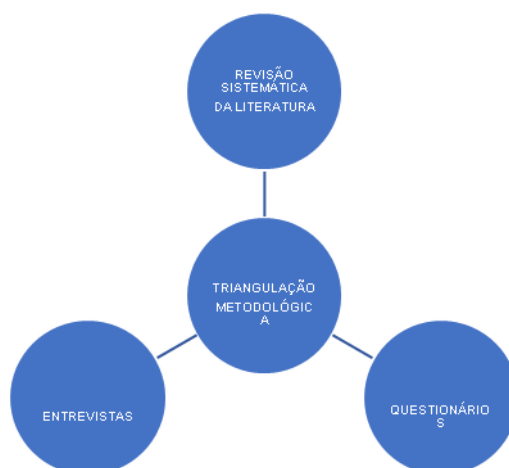 REVISÃO
SISTEMÁTICA
DA LITERATURA
TRIANGULAÇÃO
METODOLÓGIC
A
ENTREVISTAS
QUESTIONÁRIO
S